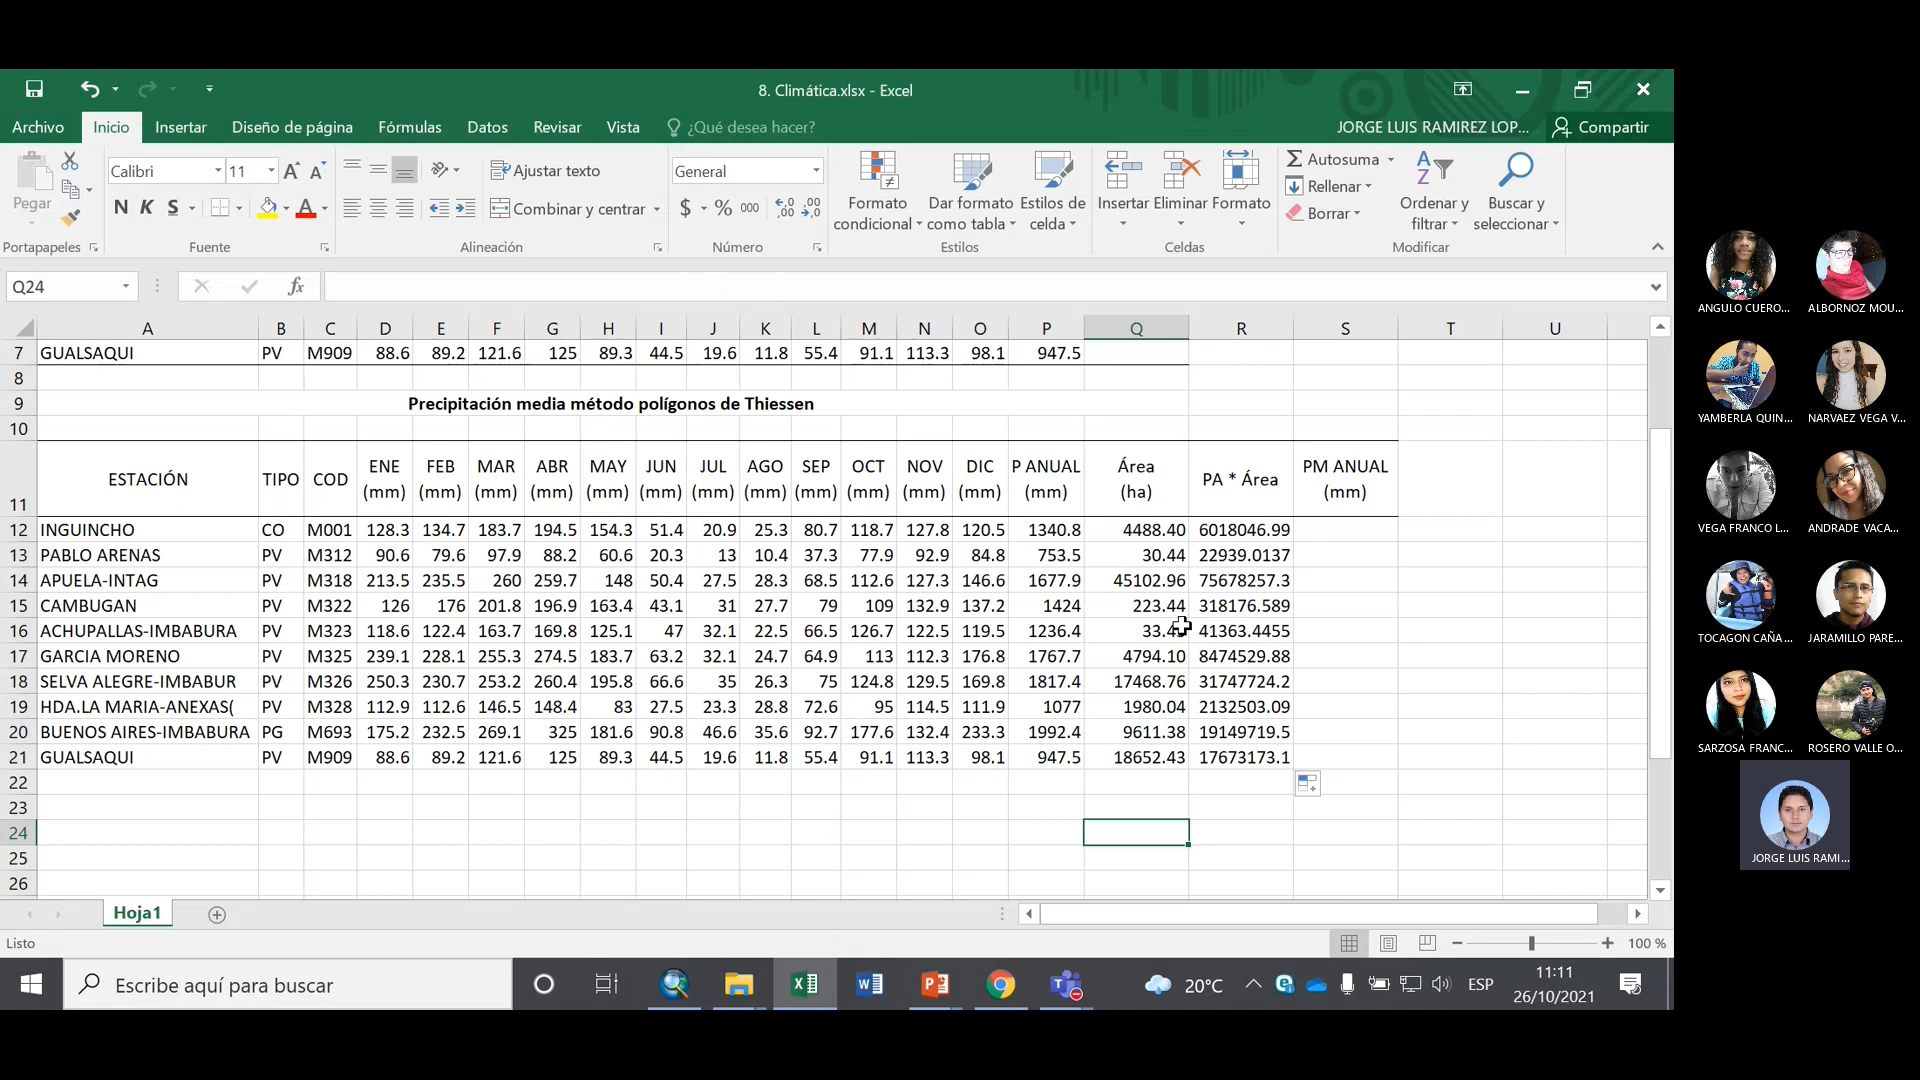 8. Climática.xlsx - Excel
Archivo Inicio Insertar Diseño de página Fórmulas Datos Revisar Vista ¿Qué desea hacer? JORGE LUIS RAMIREZ LOP... Compartir
Pegar Calibri 11 Ajustar texto General Formato Dar formato Estilos de Insertar Eliminar Formato Autosuma Ordenar y Buscar y
N K S Combinar y centrar $ % 000 condicional como tabla celda Rellenar filtrar seleccionar
Borrar
Portapapeles Fuente Alineación Número Estilos Celdas Modificar
Q24 fx
A B C D E F G H I J K L M N O P Q R S T U
7 GUALSAQUI PV M909 88.6 89.2 121.6 125 89.3 44.5 19.6 11.8 55.4 91.1 113.3 98.1 947.5
8
9 Precipitación media método polígonos de Thiessen
10
11 ESTACIÓN TIPO COD ENE (mm) FEB (mm) MAR (mm) ABR (mm) MAY (mm) JUN (mm) JUL (mm) AGO (mm) SEP (mm) OCT (mm) NOV (mm) DIC (mm) P ANUAL (mm) Área (ha) PA * Área PM ANUAL (mm)
12 INGUINCHO CO M001 128.3 134.7 183.7 194.5 154.3 51.4 20.9 25.3 80.7 118.7 127.8 120.5 1340.8 4488.40 6018046.99
13 PABLO ARENAS PV M312 90.6 79.6 97.9 88.2 60.6 20.3 13 10.4 37.3 77.9 92.9 84.8 753.5 30.44 22939.0137
14 APUELA-INTAG PV M318 213.5 235.5 260 259.7 148 50.4 27.5 28.3 68.5 112.6 127.3 146.6 1677.9 45102.96 75678257.3
15 CAMBUGAN PV M322 126 176 201.8 196.9 163.4 43.1 31 27.7 79 109 132.9 137.2 1424 223.44 318176.589
16 ACHUPALLAS-IMBABURA PV M323 118.6 122.4 163.7 169.8 125.1 47 32.1 22.5 66.5 126.7 122.5 119.5 1236.4 41363.4455
17 GARCIA MORENO PV M325 239.1 228.1 255.3 274.5 183.7 63.2 32.1 24.7 64.9 113 112.3 176.8 1767.7 4794.10 8474529.88
18 SELVA ALEGRE-IMBABUR PV M326 250.3 230.7 253.2 260.4 195.8 66.6 35 26.3 75 124.8 129.5 169.8 1817.4 17468.76 31747724.2
19 HDA.LA MARIA-ANEXAS( PV M328 112.9 112.6 146.5 148.4 83 27.5 23.3 28.8 72.6 95 114.5 111.9 1077 1980.04 2132503.09
20 BUENOS AIRES-IMBABURA PG M693 175.2 232.5 269.1 325 181.6 90.8 46.6 35.6 92.7 177.6 132.4 233.3 1992.4 9611.38 19149719.5
21 GUALSAQUI PV M909 88.6 89.2 121.6 125 89.3 44.5 19.6 11.8 55.4 91.1 113.3 98.1 947.5 18652.43 17673173.1
22
23
24
25
26
Hoja1
Listo 100 %
Escribe aquí para buscar 20°C ESP 11:11
26/10/2021
ANGULO CUERO... ALBORNOZ MOU...
YAMBERLA QUIN... NARVAEZ VEGA V...
VEGA FRANCO L... ANDRADE VACA...
TOCAGON CAÑA ... JARAMILLO PARE...
SARZOSA FRANC... ROSERO VALLE O...
JORGE LUIS RAMI...